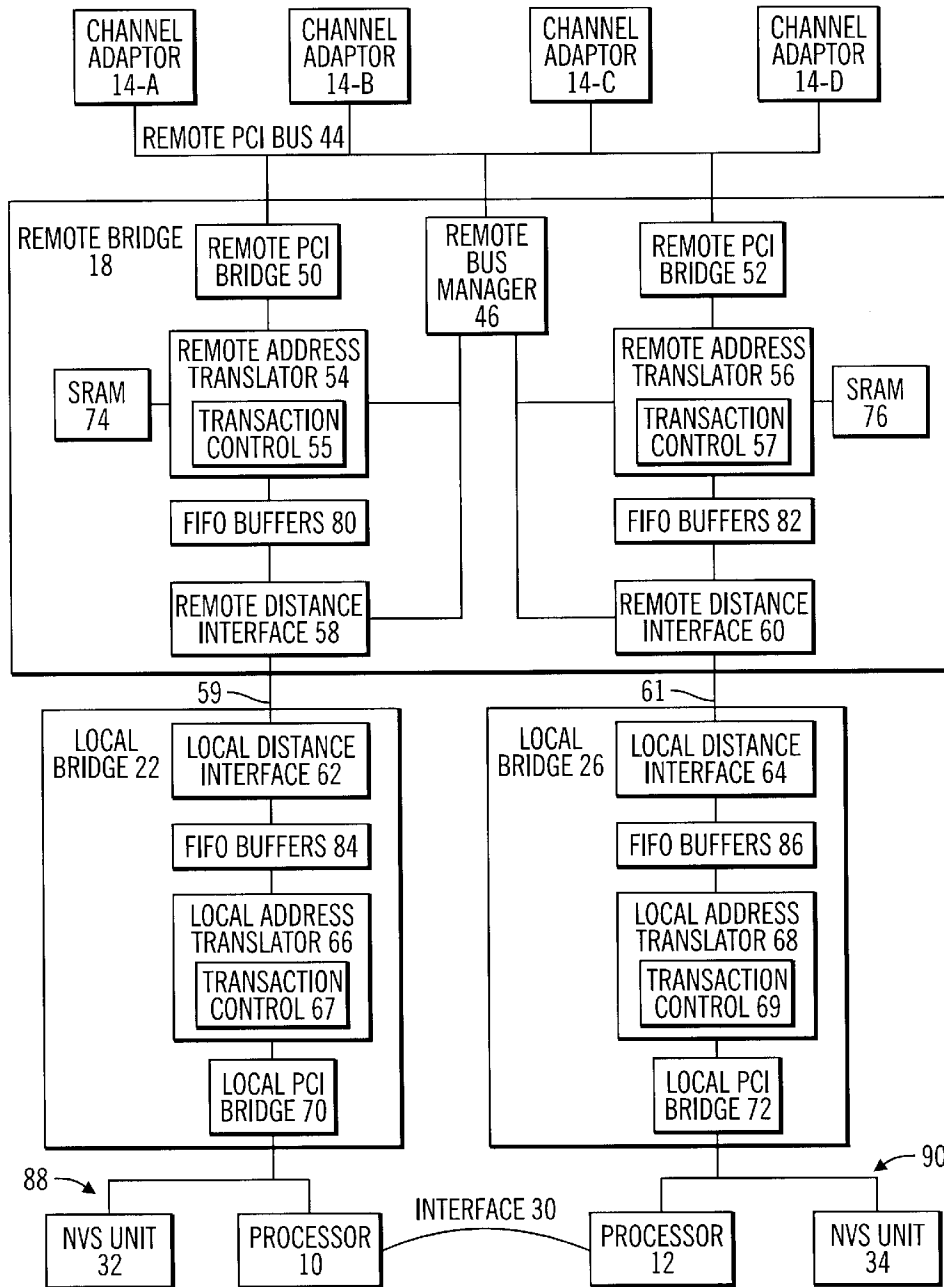 CHANNEL
ADAPTOR
14-A
CHANNEL
ADAPTOR
14-B
CHANNEL
ADAPTOR
14-C
CHANNEL
ADAPTOR
14-D
REMOTE PCI BUS 44
REMOTE BRIDGE
18
REMOTE PCI
BRIDGE 50
REMOTE
BUS
MANAGER
46
REMOTE PCI
BRIDGE 52
SRAM
74
REMOTE ADDRESS
TRANSLATOR 54
TRANSACTION
CONTROL 55
REMOTE ADDRESS
TRANSLATOR 56
TRANSACTION
CONTROL 57
SRAM
76
FIFO BUFFERS 80
FIFO BUFFERS 82
REMOTE DISTANCE
INTERFACE 58
REMOTE DISTANCE
INTERFACE 60
59
61
LOCAL
BRIDGE 22
LOCAL DISTANCE
INTERFACE 62
LOCAL
BRIDGE 26
LOCAL DISTANCE
INTERFACE 64
FIFO BUFFERS 84
FIFO BUFFERS 86
LOCAL ADDRESS
TRANSLATOR 66
TRANSACTION
CONTROL 67
LOCAL ADDRESS
TRANSLATOR 68
TRANSACTION
CONTROL 69
LOCAL PCI
BRIDGE 70
LOCAL PCI
BRIDGE 72
88
90
NVS UNIT
32
PROCESSOR
10
INTERFACE 30
PROCESSOR
12
NVS UNIT
34